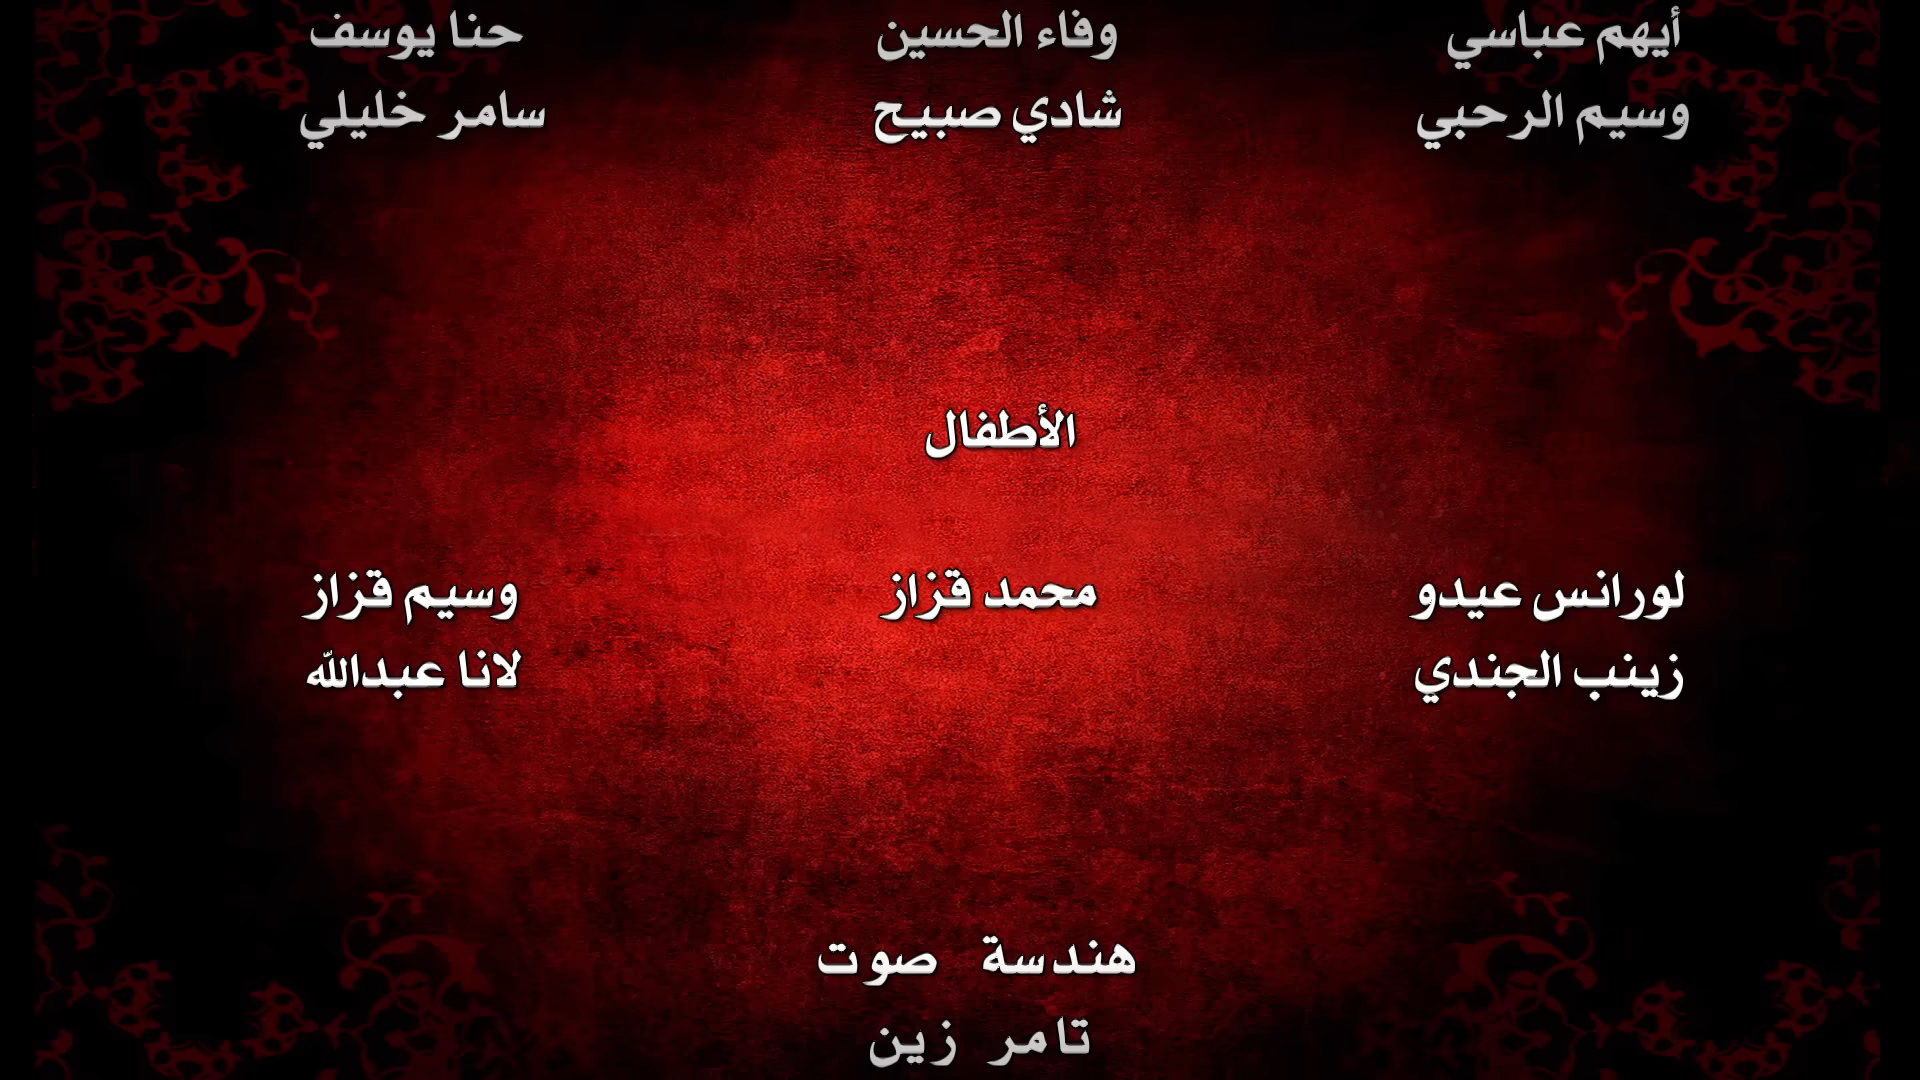 أيهم عباسي وفاء الحسين حنا يوسف
وسيم الرحبي شادي صبيح سامر خليلي
الأطفال
لورانس عيدو محمد قزاز وسيم قزاز
زينب الجندي لانا عبدالله
هندسة صوت
تامر زين